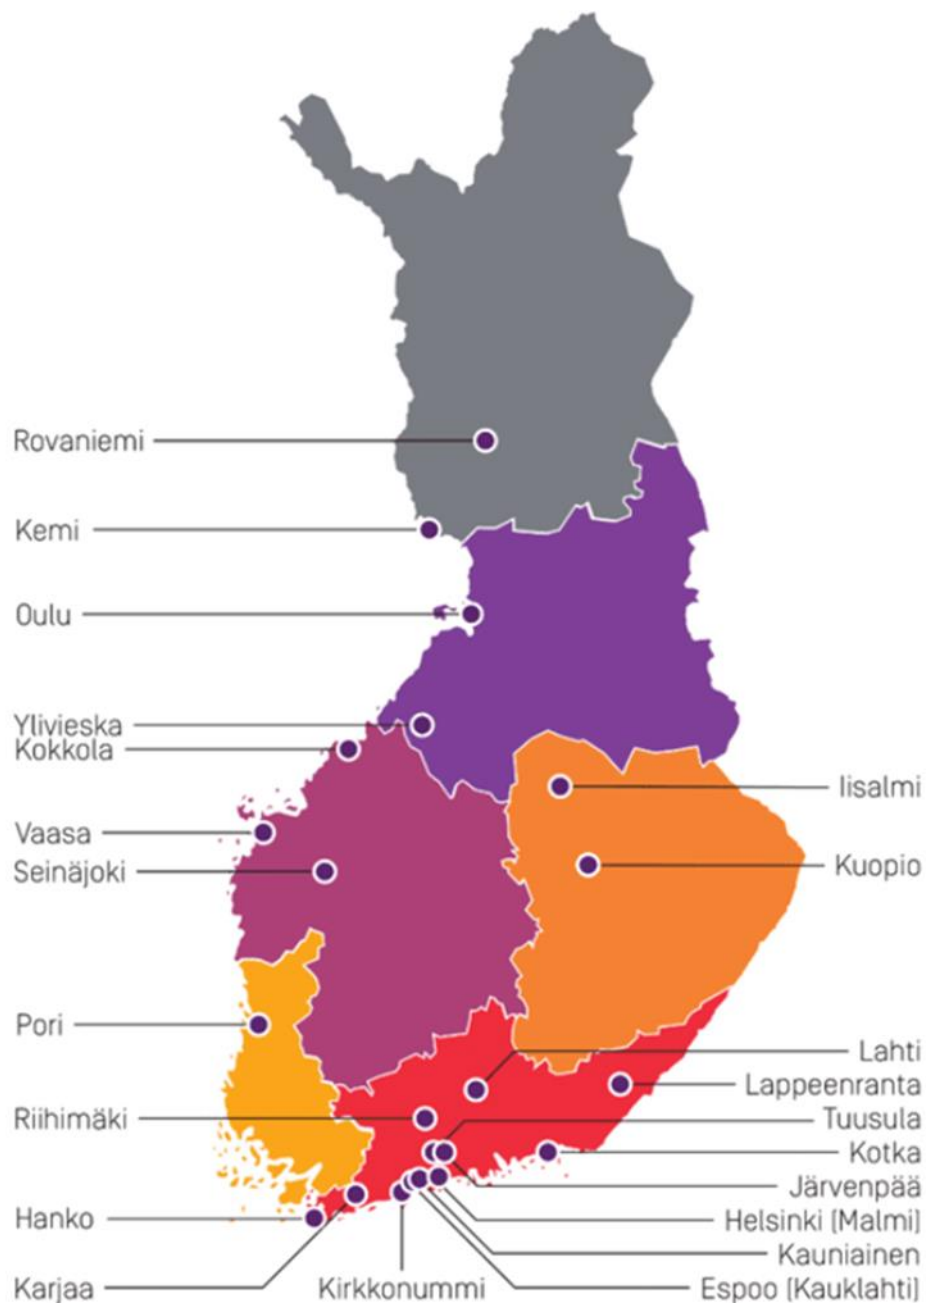 Rovaniemi
Kemi
Oulu
Ylivieska
Kokkola
Iisalmi
Vaasa
Seinäjoki
Kuopio
Pori
Lahti
Lappeenranta
Riihimäki
Tuusula
Kotka
Järvenpää
Hanko
Helsinki (Malmi)
Kauniainen
Karjaa
Kirkkonummi
Espoo (Kauklahti)